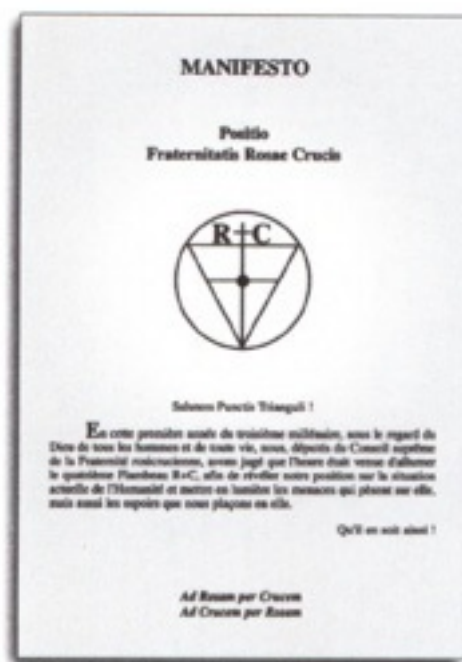 MANIFESTO
Positio
Fraternitatis Rosae Crucis
R+C
Salutem Punctis Trianguli !
En cette première année du troisième millénaire, sous le regard du
Dieu de tous les hommes et de toute vie, nous, députés du Conseil suprême
de la Fraternité rosicrucienne, avons jugé que l'heure était venue d'allumer
le quatrième Flambeau R+C, afin de révéler notre position sur la situation
actuelle de l'Humanité et mettre en lumière les menaces qui pèsent sur elle,
mais aussi les espoirs que nous plaçons en elle.
Qu'il en soit ainsi !
Ad Rosam per Crucem
Ad Crucem per Rosam